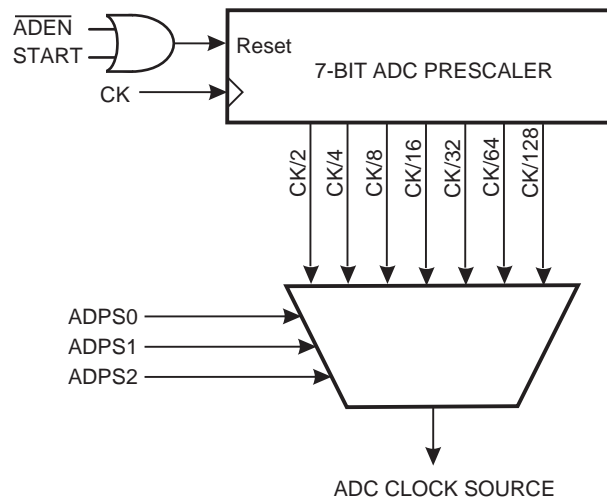 ADEN
START
Reset
7-BIT ADC PRESCALER
CK
CK/2
CK/4
CK/8
CK/16
CK/32
CK/64
CK/128
ADPS0
ADPS1
ADPS2
ADC CLOCK SOURCE